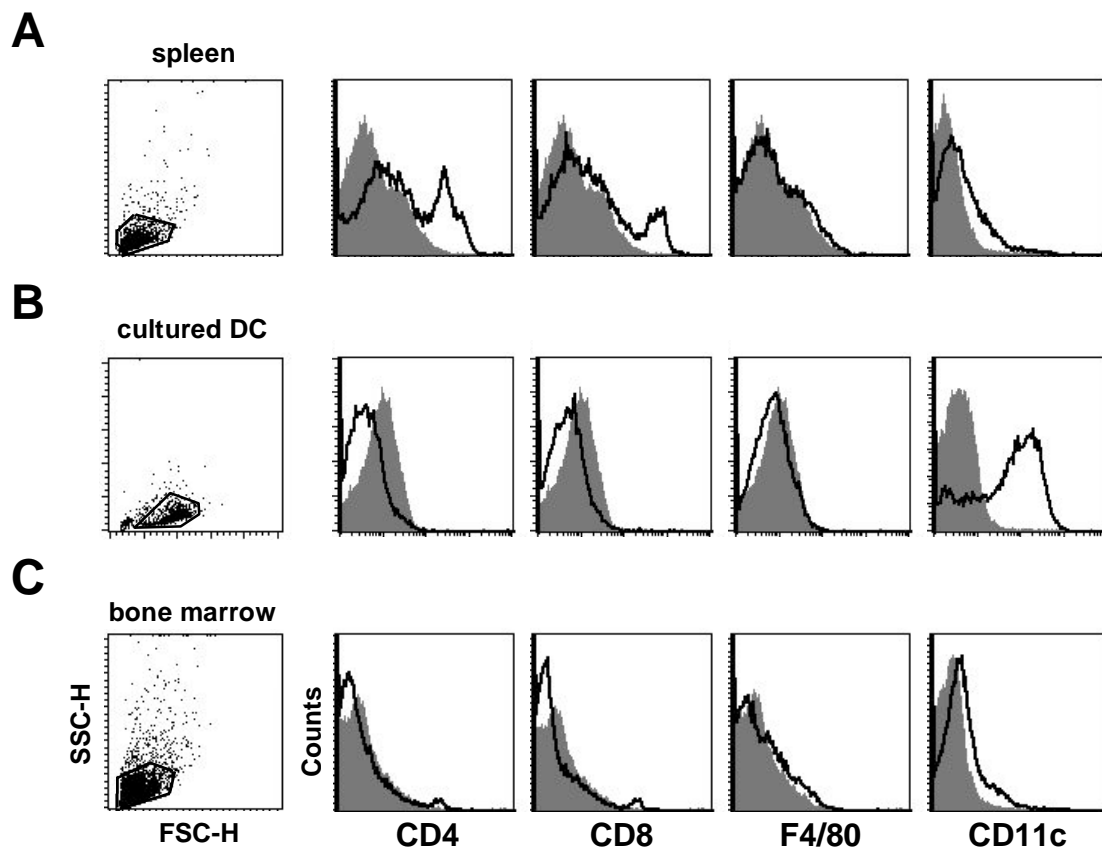 A
spleen
B
cultured DC
C
bone marrow
SSC-H
Counts
FSC-H
CD4
CD8
F4/80
CD11c